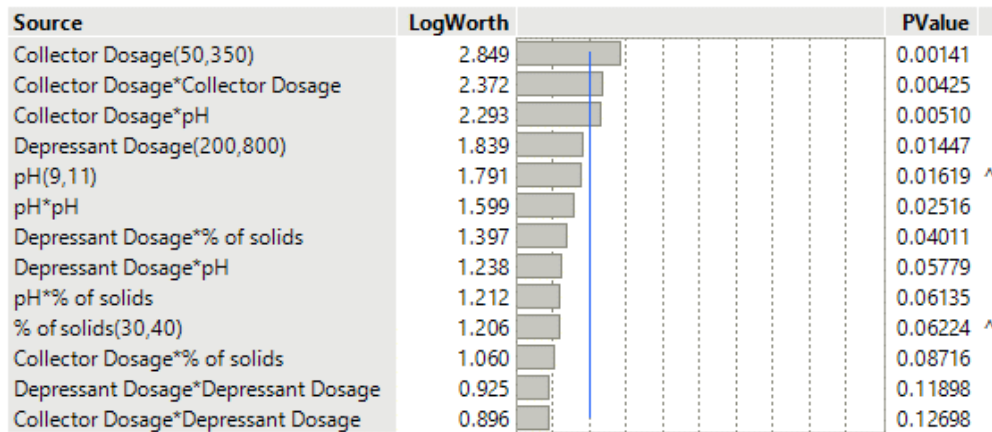 Source LogWorth PValue
Collector Dosage(50,350) 2.849 0.00141
Collector Dosage*Collector Dosage 2.372 0.00425
Collector Dosage*pH 2.293 0.00510
Depressant Dosage(200,800) 1.839 0.01447
pH(9,11) 1.791 0.01619 ^
pH*pH 1.599 0.02516
Depressant Dosage*% of solids 1.397 0.04011
Depressant Dosage*pH 1.238 0.05779
pH*% of solids 1.212 0.06135
% of solids(30,40) 1.206 0.06224 ^
Collector Dosage*% of solids 1.060 0.08716
Depressant Dosage*Depressant Dosage 0.925 0.11898
Collector Dosage*Depressant Dosage 0.896 0.12698